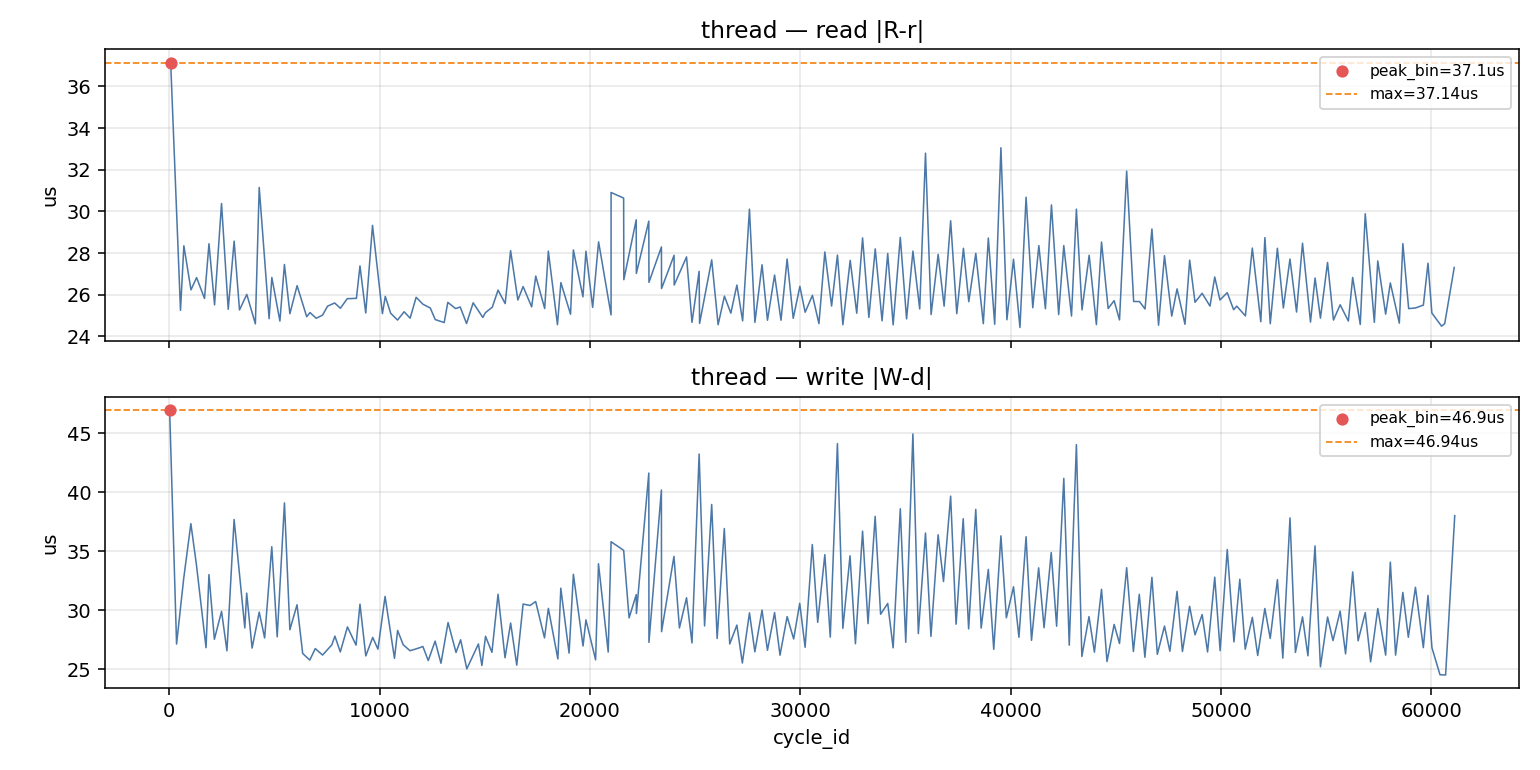 thread — read |R-r|
36
34
32
30
28
26
24
us
peak_bin=37.1us
max=37.14us
thread — write |W-d|
45
40
35
30
25
us
peak_bin=46.9us
max=46.94us
0 10000 20000 30000 40000 50000 60000
cycle_id